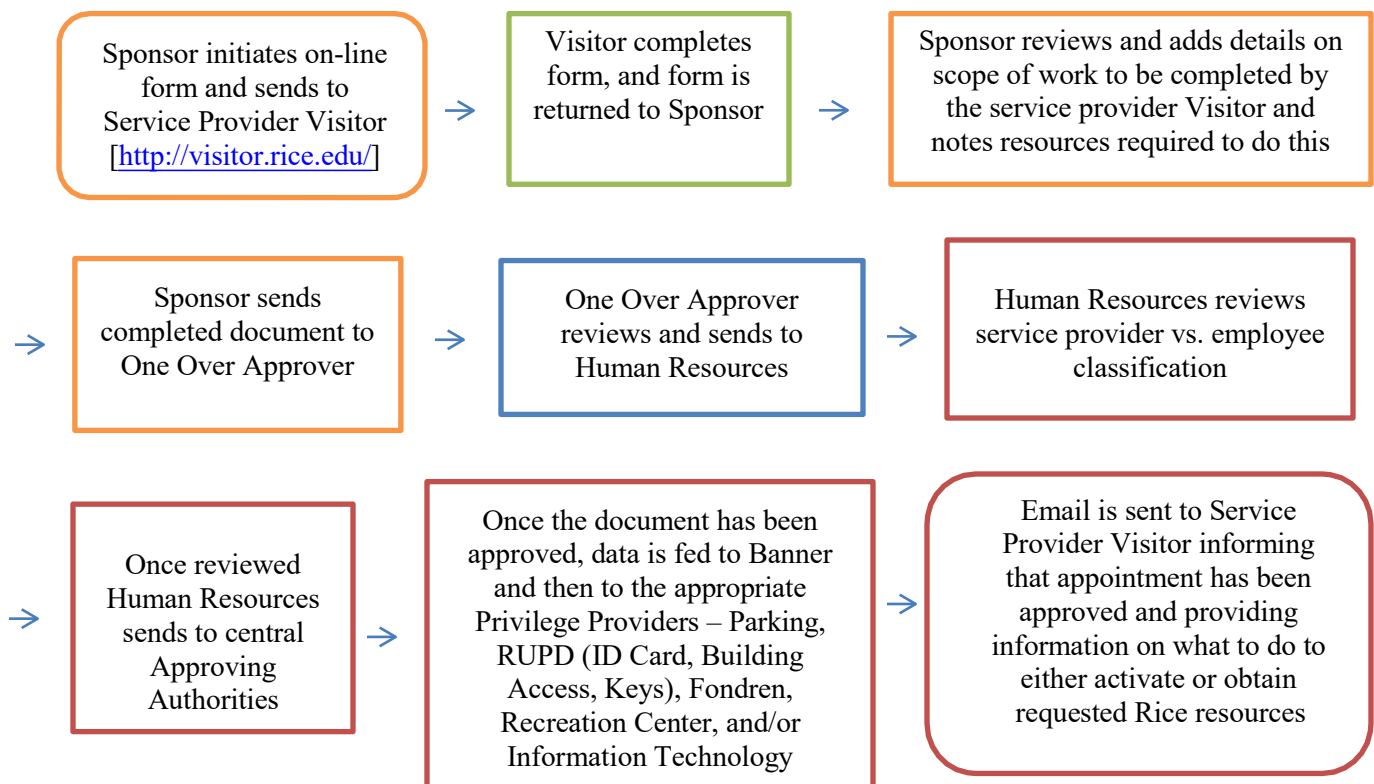 Sponsor initiates on-line
form and sends to
Service Provider Visitor
[http://visitor.rice.edu/]
Visitor completes
form, and form is
returned to Sponsor
Sponsor reviews and adds details on
scope of work to be completed by
the service provider Visitor and
notes resources required to do this
Sponsor sends
completed document to
One Over Approver
One Over Approver
reviews and sends to
Human Resources
Human Resources reviews
service provider vs. employee
classification
Once reviewed
Human Resources
sends to central
Approving
Authorities
Once the document has been
approved, data is fed to Banner
and then to the appropriate
Privilege Providers – Parking,
RUPD (ID Card, Building
Access, Keys), Fondren,
Recreation Center, and/or
Information Technology
Email is sent to Service
Provider Visitor informing
that appointment has been
approved and providing
information on what to do to
either activate or obtain
requested Rice resources